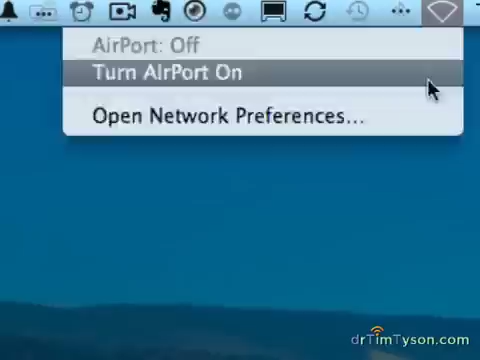 AirPort: Off
Turn AirPort On
Open Network Preferences...
drTimTyson.com